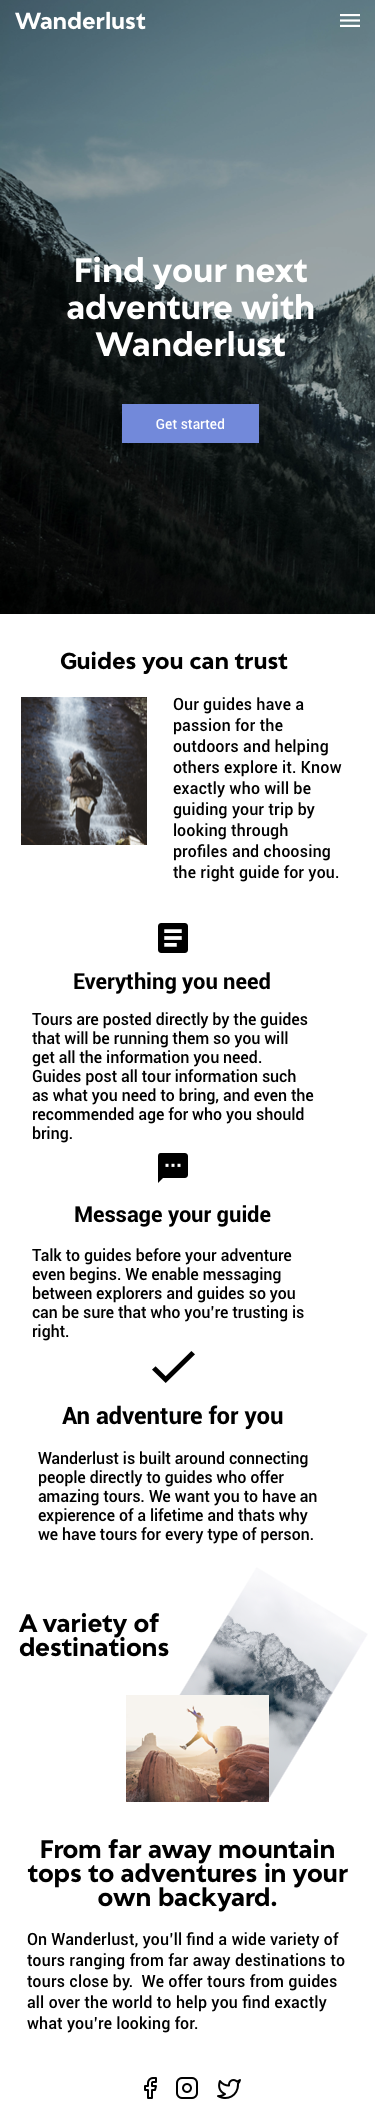 Wanderlust
Find your next
adventure with
Wanderlust
Get started
Guides you can trust
Our guides have a
passion for the
outdoors and helping
others explore it. Know
exactly who will be
guiding your trip by
looking through
profiles and choosing
the right guide for you.
Everything you need
Tours are posted directly by the guides
that will be running them so you will
get all the information you need.
Guides post all tour information such
as what you need to bring, and even the
recommended age for who you should
bring.
Message your guide
Talk to guides before your adventure
even begins. We enable messaging
between explorers and guides so you
can be sure that who you're trusting is
right.
An adventure for you
Wanderlust is built around connecting
people directly to guides who offer
amazing tours. We want you to have an
expierence of a lifetime and thats why
we have tours for every type of person.
A variety of
destinations
From far away mountain
tops to adventures in your
own backyard.
On Wanderlust, you'll find a wide variety of
tours ranging from far away destinations to
tours close by.  We offer tours from guides
all over the world to help you find exactly
what you're looking for.